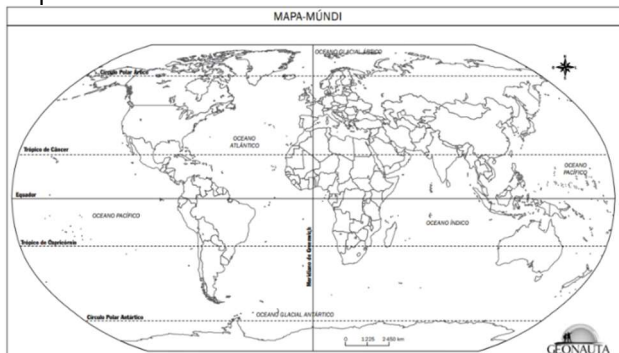 MAPA-MÚNDI
OCEANO GLACIAL ÁRTICO
Círculo Polar Ártico
OCEANO
ATLÂNTICO
Trópico de Câncer
OCEANO
PACÍFICO
Equador
OCEANO PACÍFICO
OCEANO ÍNDICO
Trópico de Capricórnio
Meridiano de Greenwich
OCEANO GLACIAL ANTÁRTICO
Círculo Polar Antártico
0 1.225 2.450 km
GEONAUTA